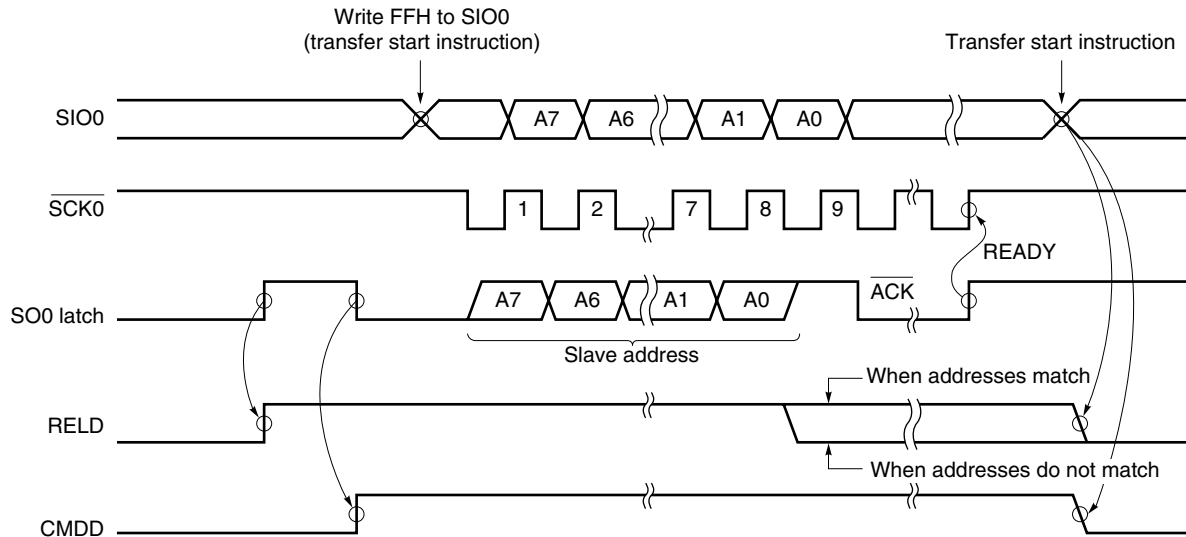 Write FFH to SIO0
(transfer start instruction)
Transfer start instruction
SIO0
A7
A6
A1
A0
SCK0
1
2
7
8
9
READY
SO0 latch
A7
A6
A1
A0
ACK
Slave address
When addresses match
RELD
When addresses do not match
CMDD